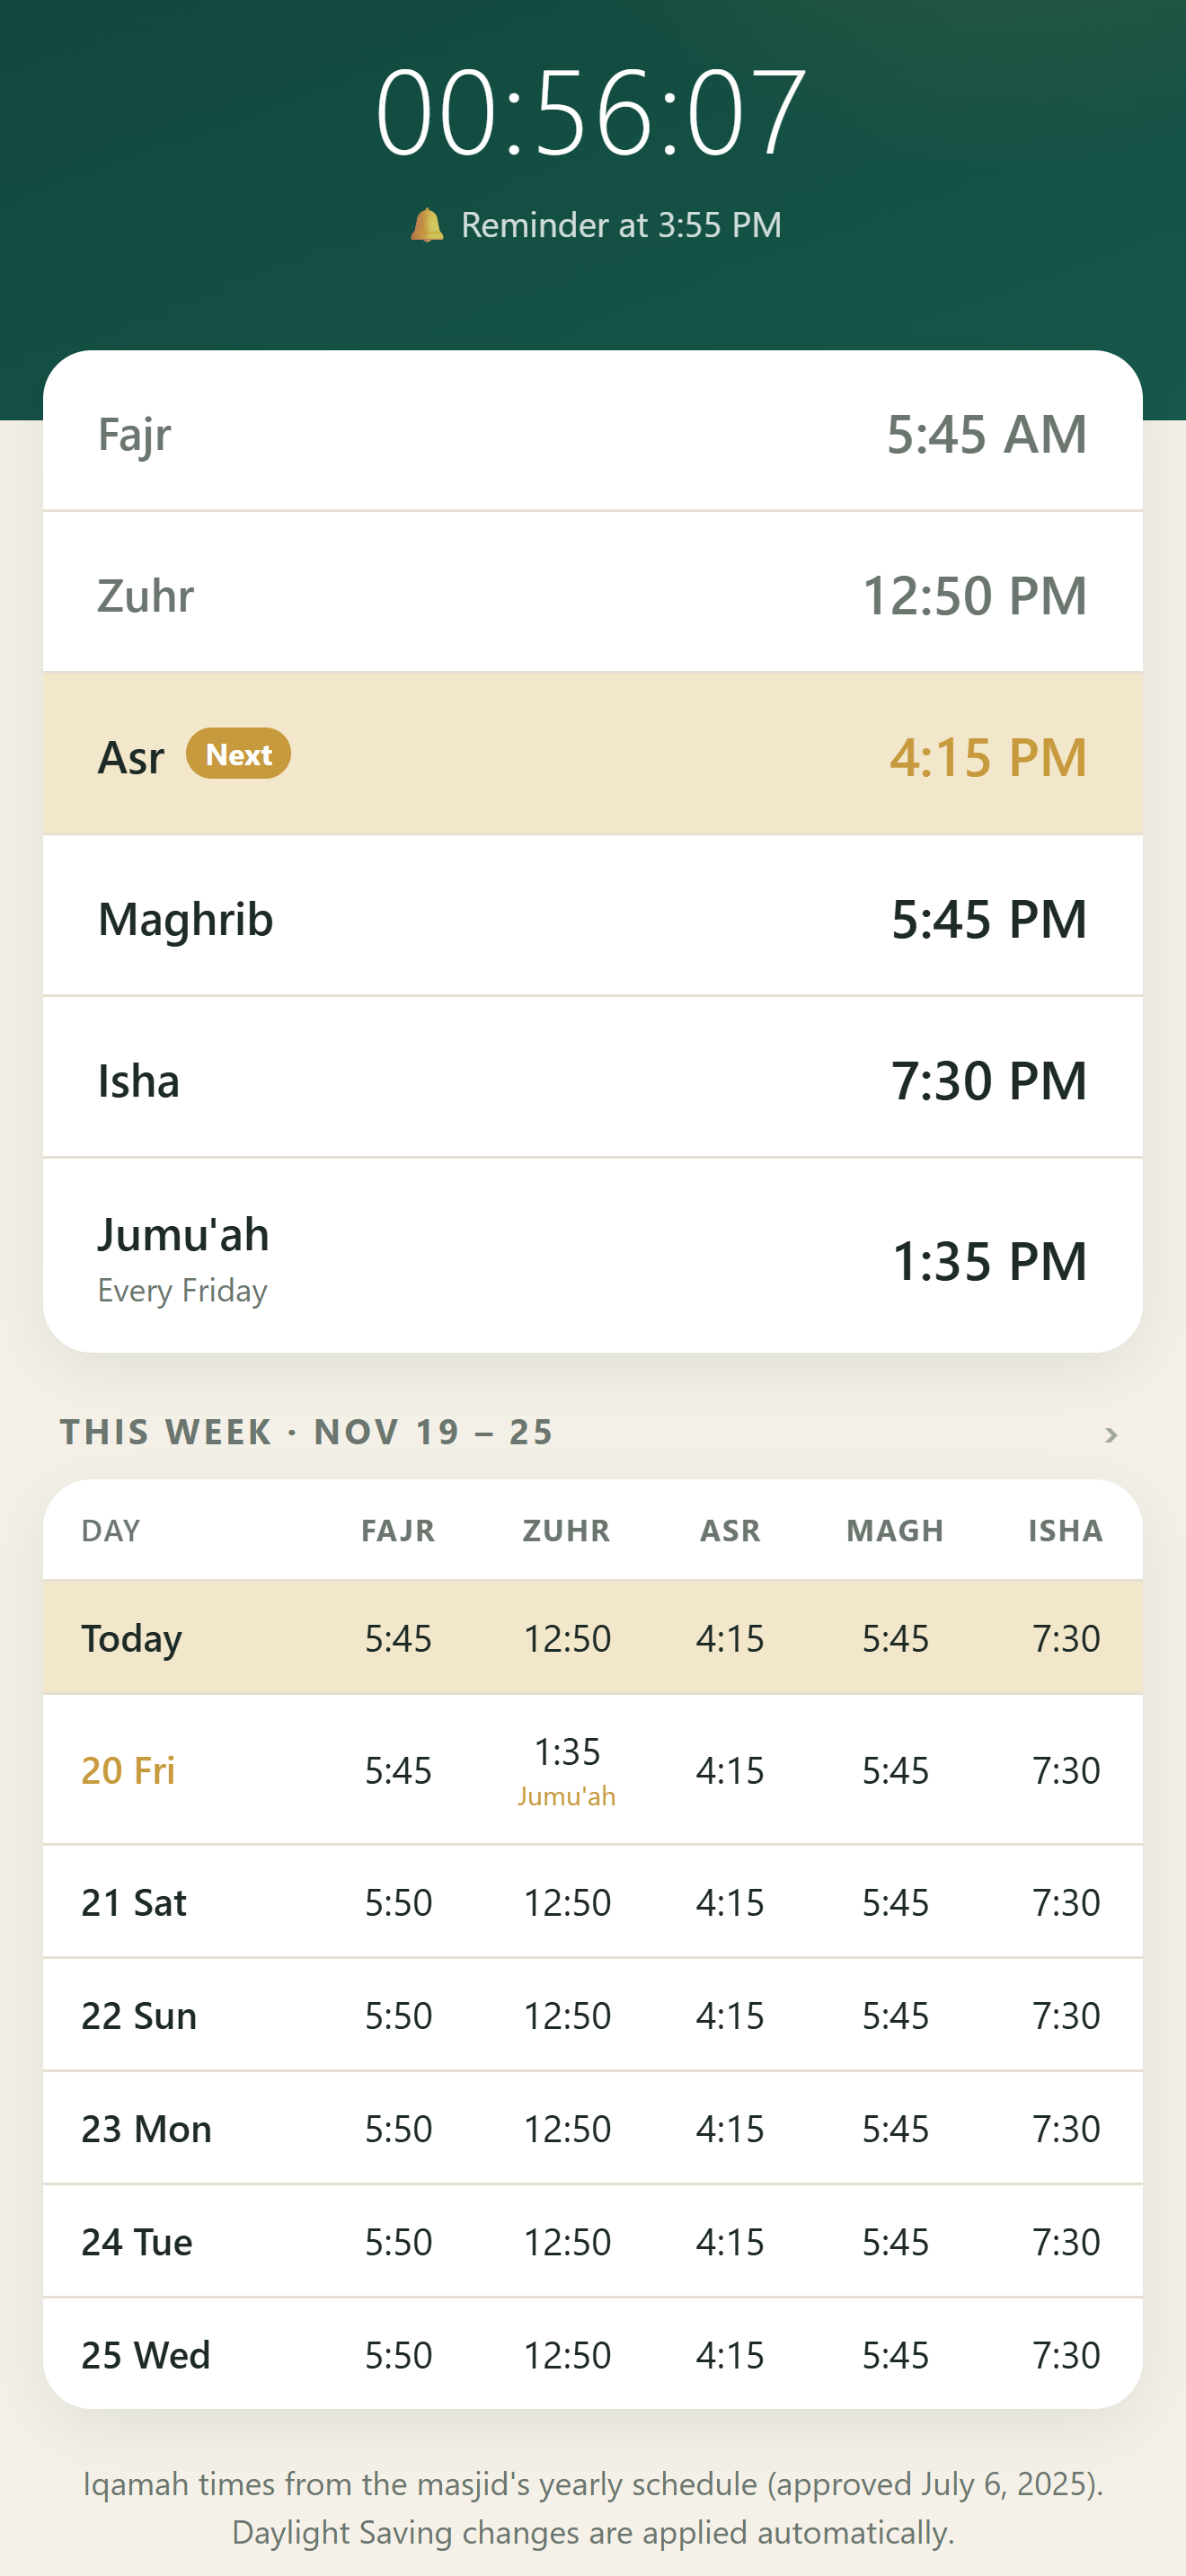 00:56:07
🔔 Reminder at 3:55 PM
Fajr 5:45 AM
Zuhr 12:50 PM
Asr Next 4:15 PM
Maghrib 5:45 PM
Isha 7:30 PM
Jumu'ah 1:35 PM
Every Friday
THIS WEEK · NOV 19 – 25 ›
DAY FAJR ZUHR ASR MAGH ISHA
Today 5:45 12:50 4:15 5:45 7:30
20 Fri 5:45 1:35 4:15 5:45 7:30
Jumu'ah
21 Sat 5:50 12:50 4:15 5:45 7:30
22 Sun 5:50 12:50 4:15 5:45 7:30
23 Mon 5:50 12:50 4:15 5:45 7:30
24 Tue 5:50 12:50 4:15 5:45 7:30
25 Wed 5:50 12:50 4:15 5:45 7:30
Iqamah times from the masjid's yearly schedule (approved July 6, 2025).
Daylight Saving changes are applied automatically.